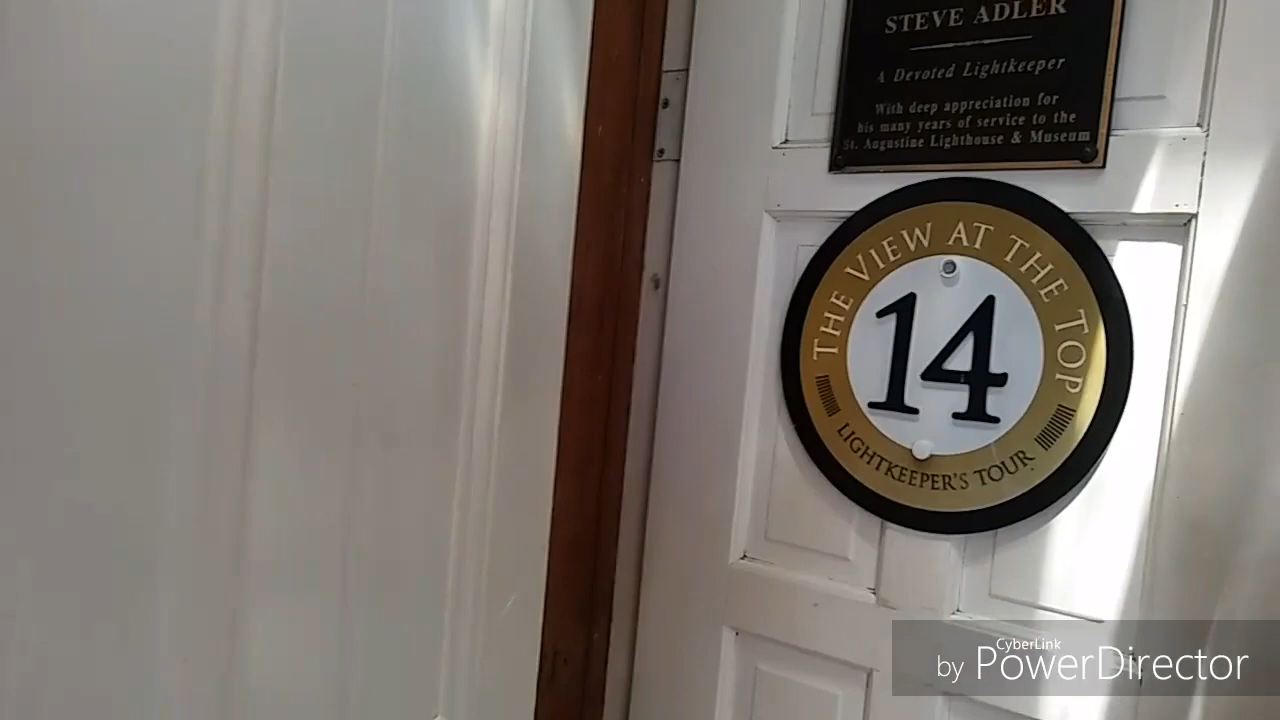 STEVE ADLER
A Devoted Lightkeeper
With deep appreciation for
his many years of service to the
St. Augustine Lighthouse & Museum
THE VIEW AT THE TOP
14
LIGHTKEEPER'S TOUR
CyberLink
by PowerDirector